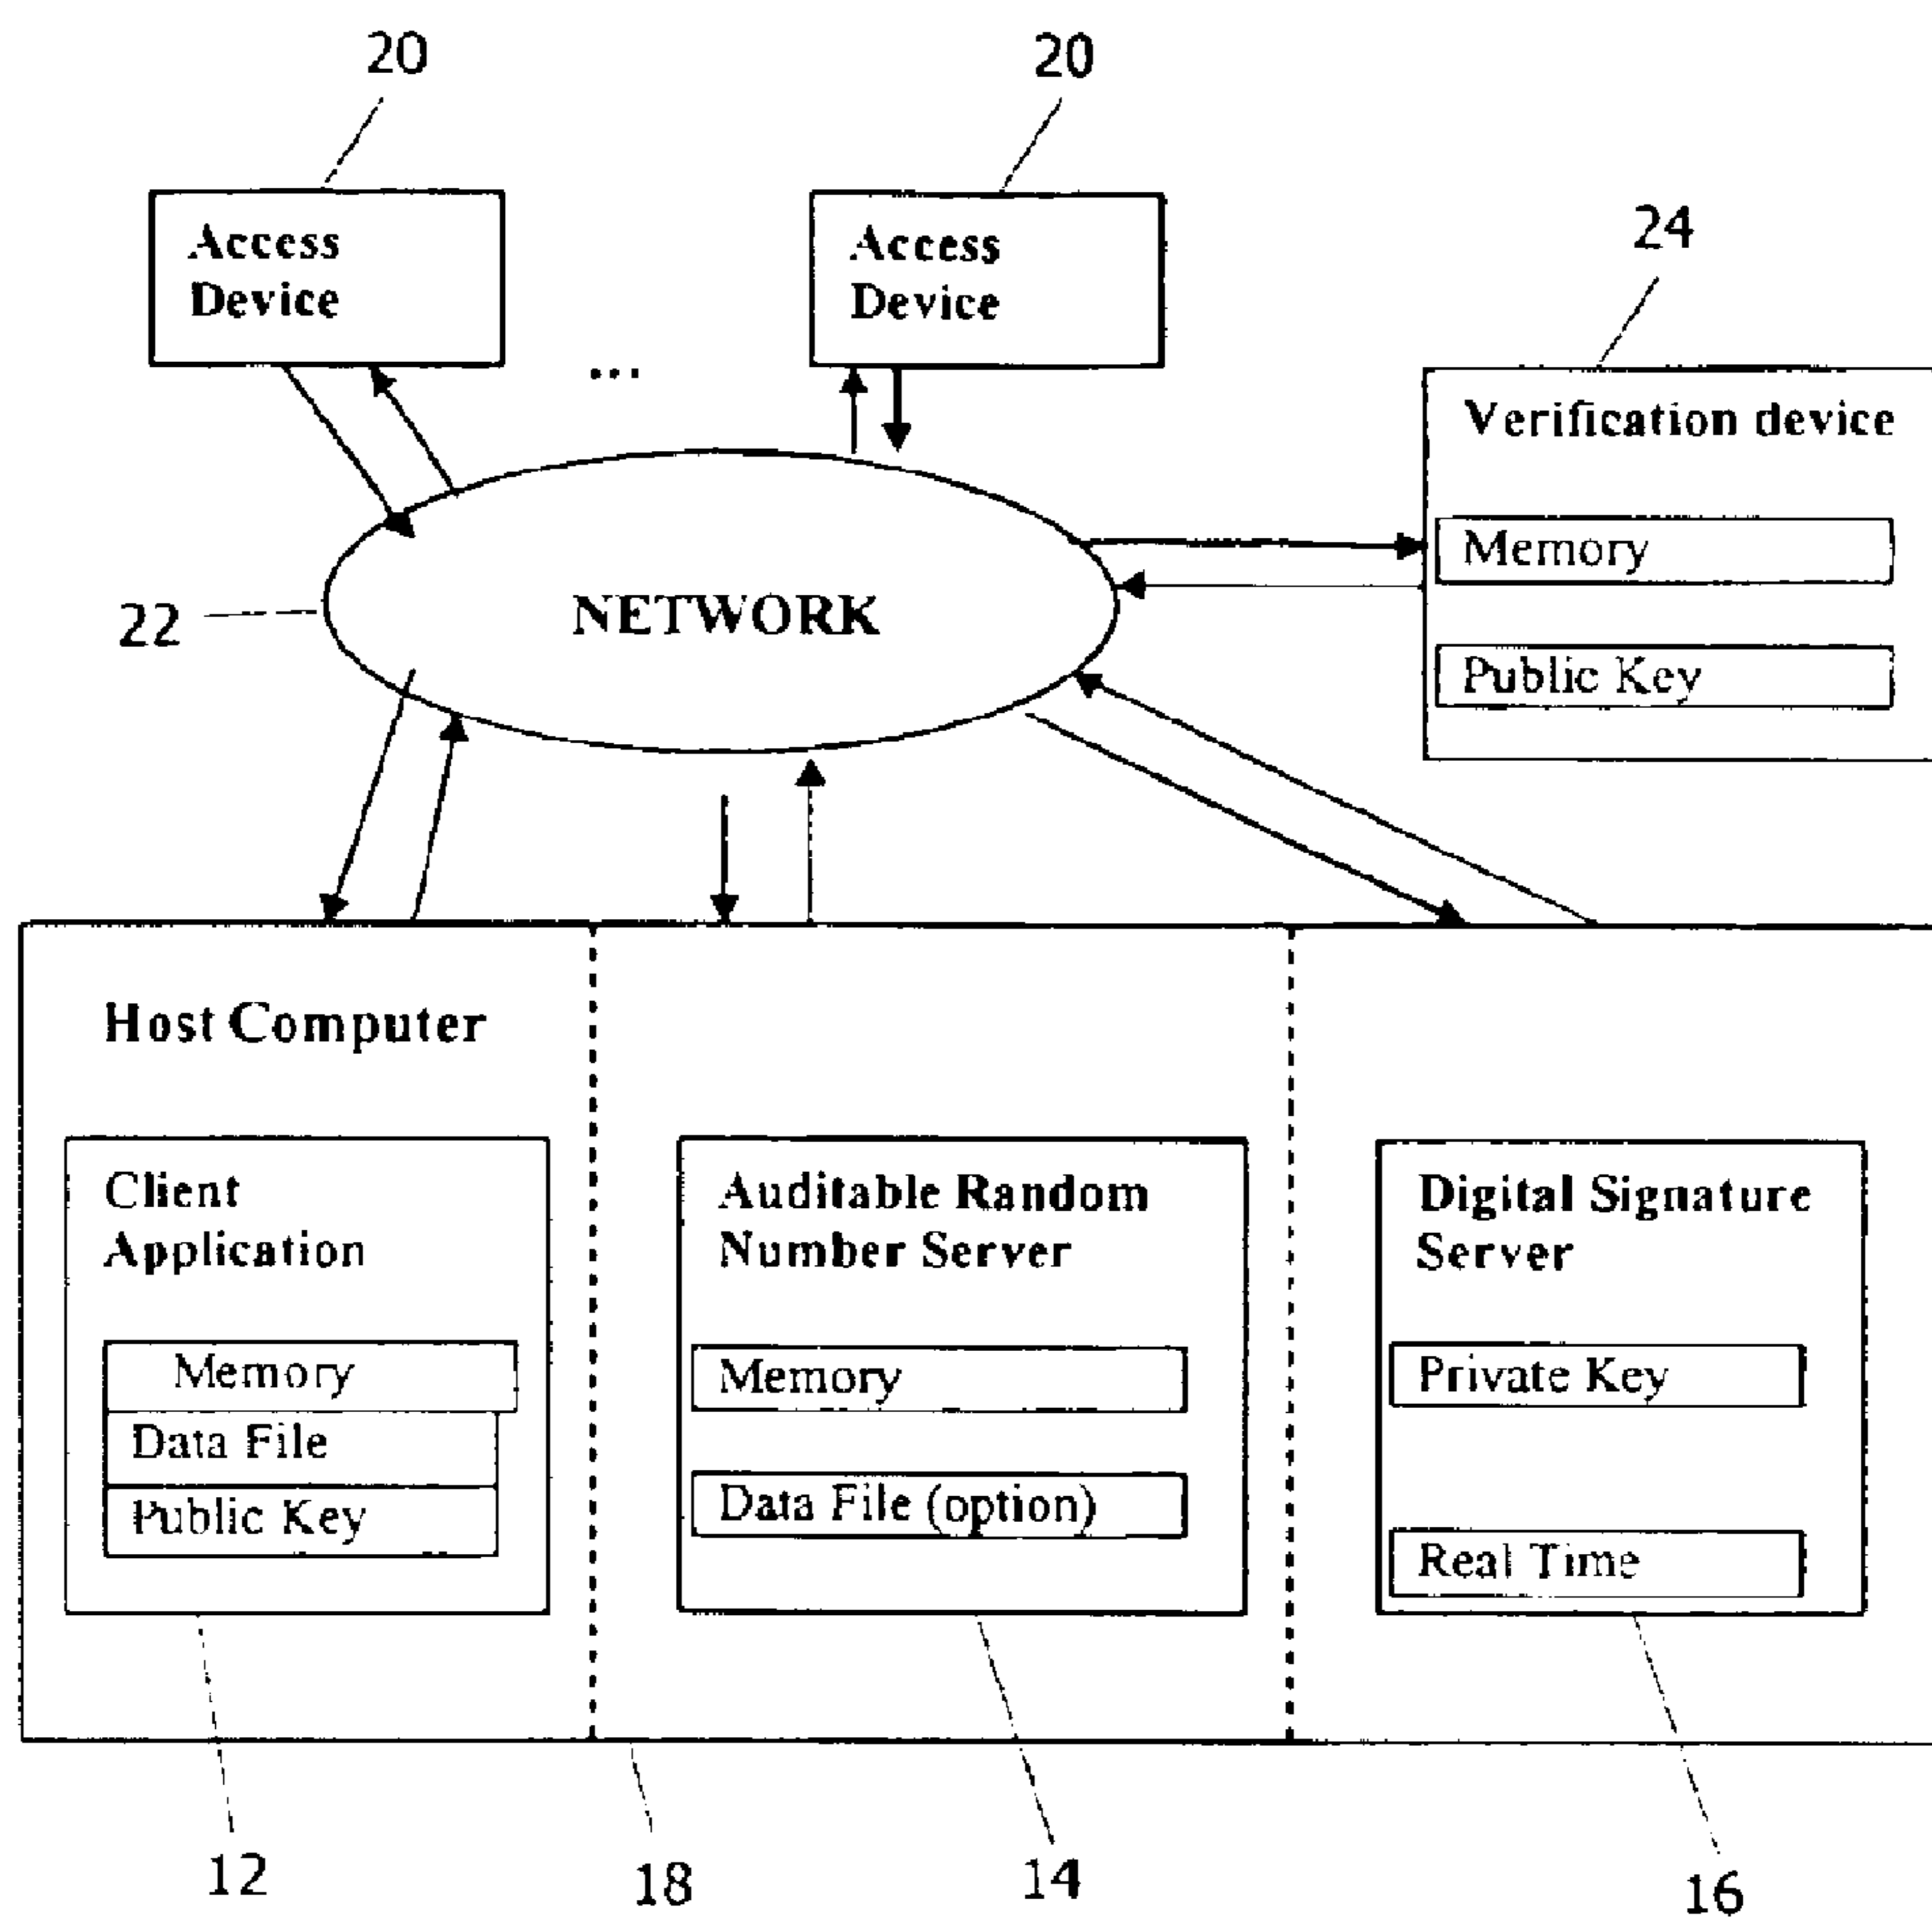 20
20
Access
Device
Access
Device
...
24
Verification device
Memory
Public Key
22
NETWORK
Host Computer
Client
Application
Memory
Data File
Public Key
Auditable Random
Number Server
Memory
Data File (option)
Digital Signature
Server
Private Key
Real Time
12
18
14
16